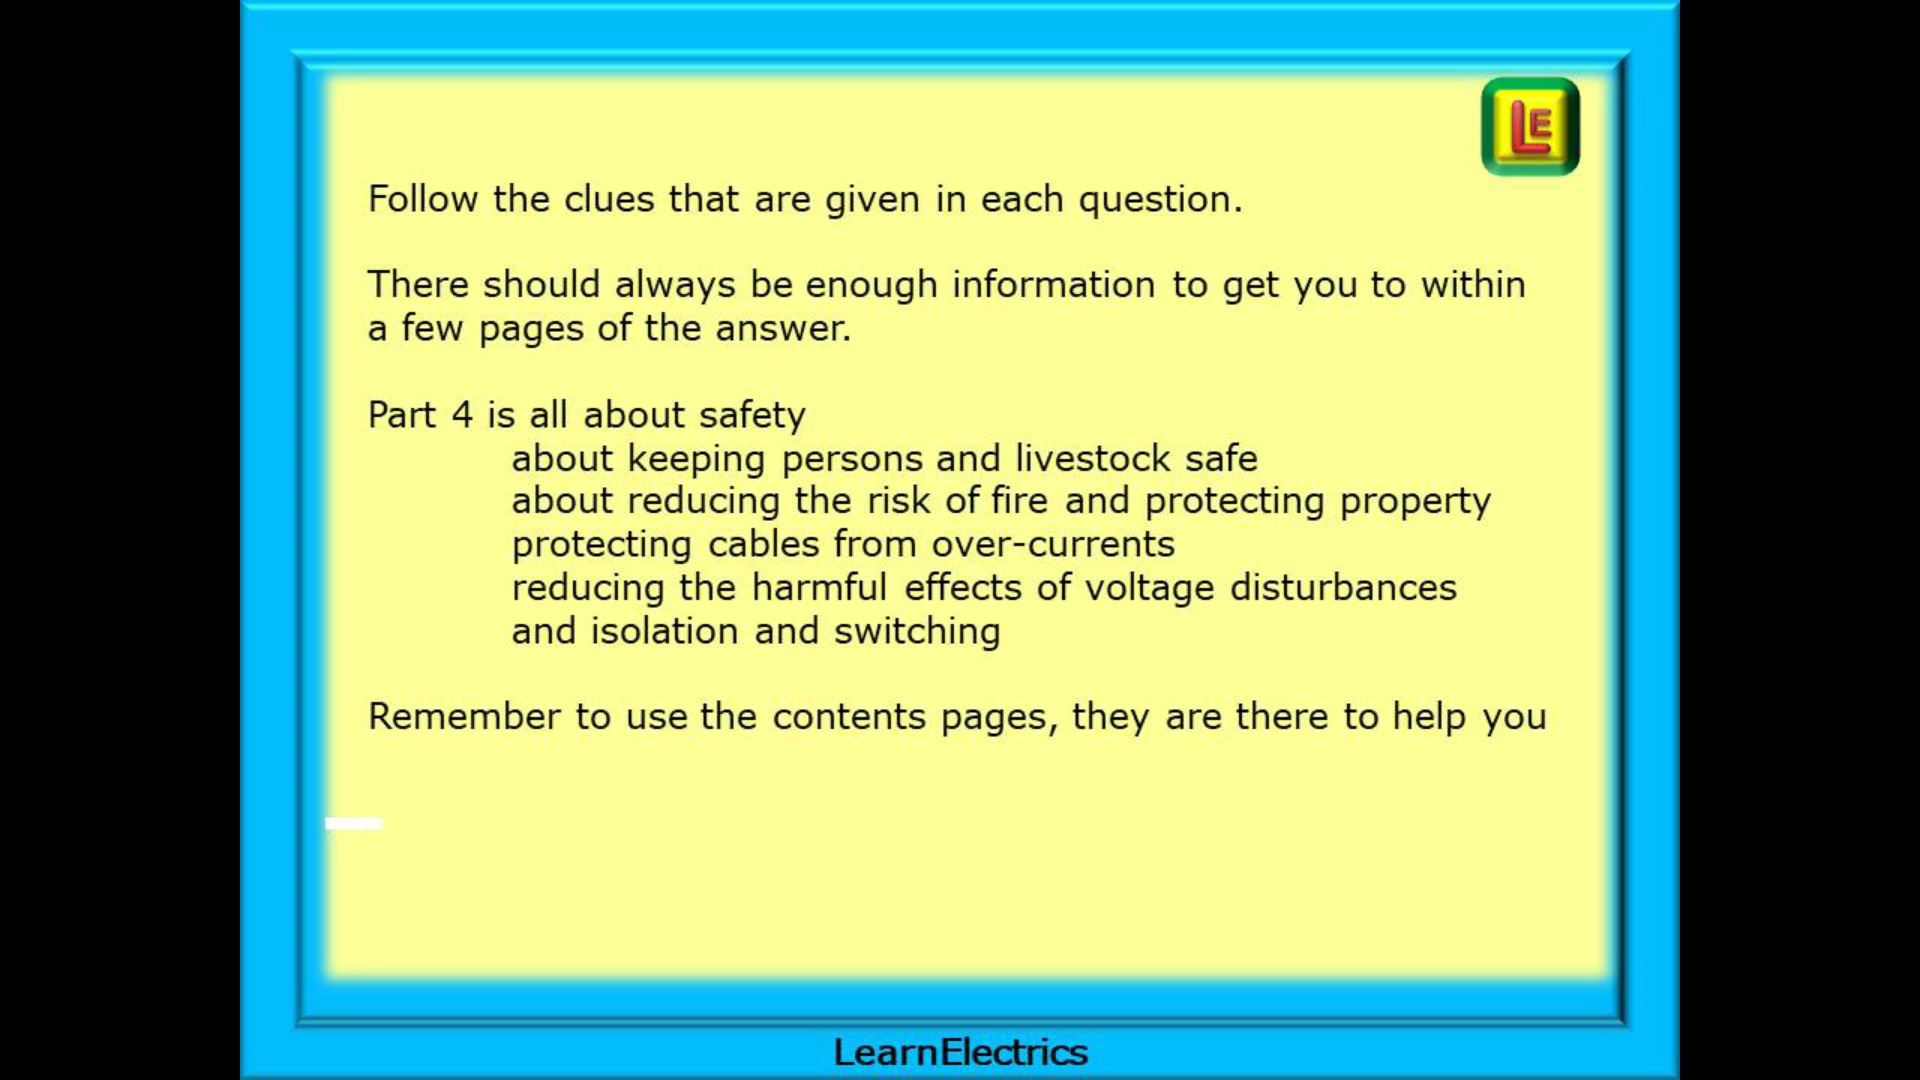 LE
Follow the clues that are given in each question.
There should always be enough information to get you to within
a few pages of the answer.
Part 4 is all about safety
about keeping persons and livestock safe
about reducing the risk of fire and protecting property
protecting cables from over-currents
reducing the harmful effects of voltage disturbances
and isolation and switching
Remember to use the contents pages, they are there to help you
LearnElectrics